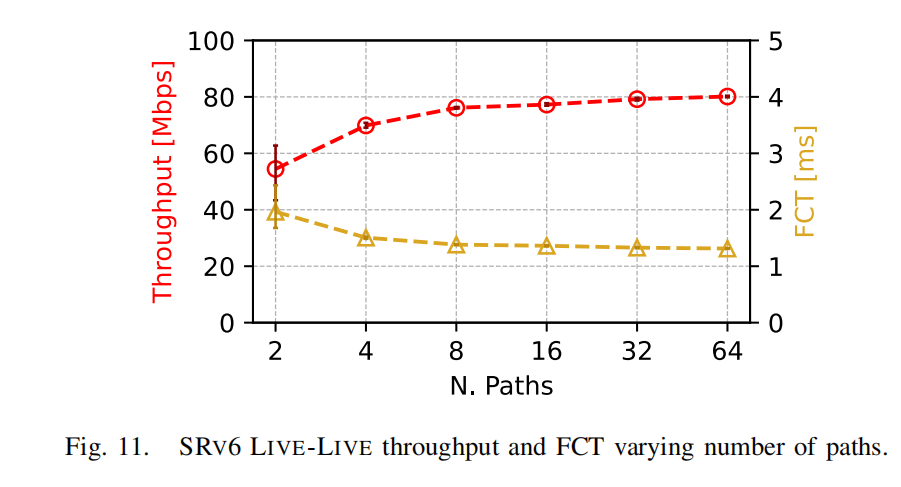 100
80
60
40
20
0
Throughput [Mbps]
5
4
3
2
1
0
FCT [ms]
2 4 8 16 32 64
N. Paths
Fig. 11. SRV6 LIVE-LIVE throughput and FCT varying number of paths.